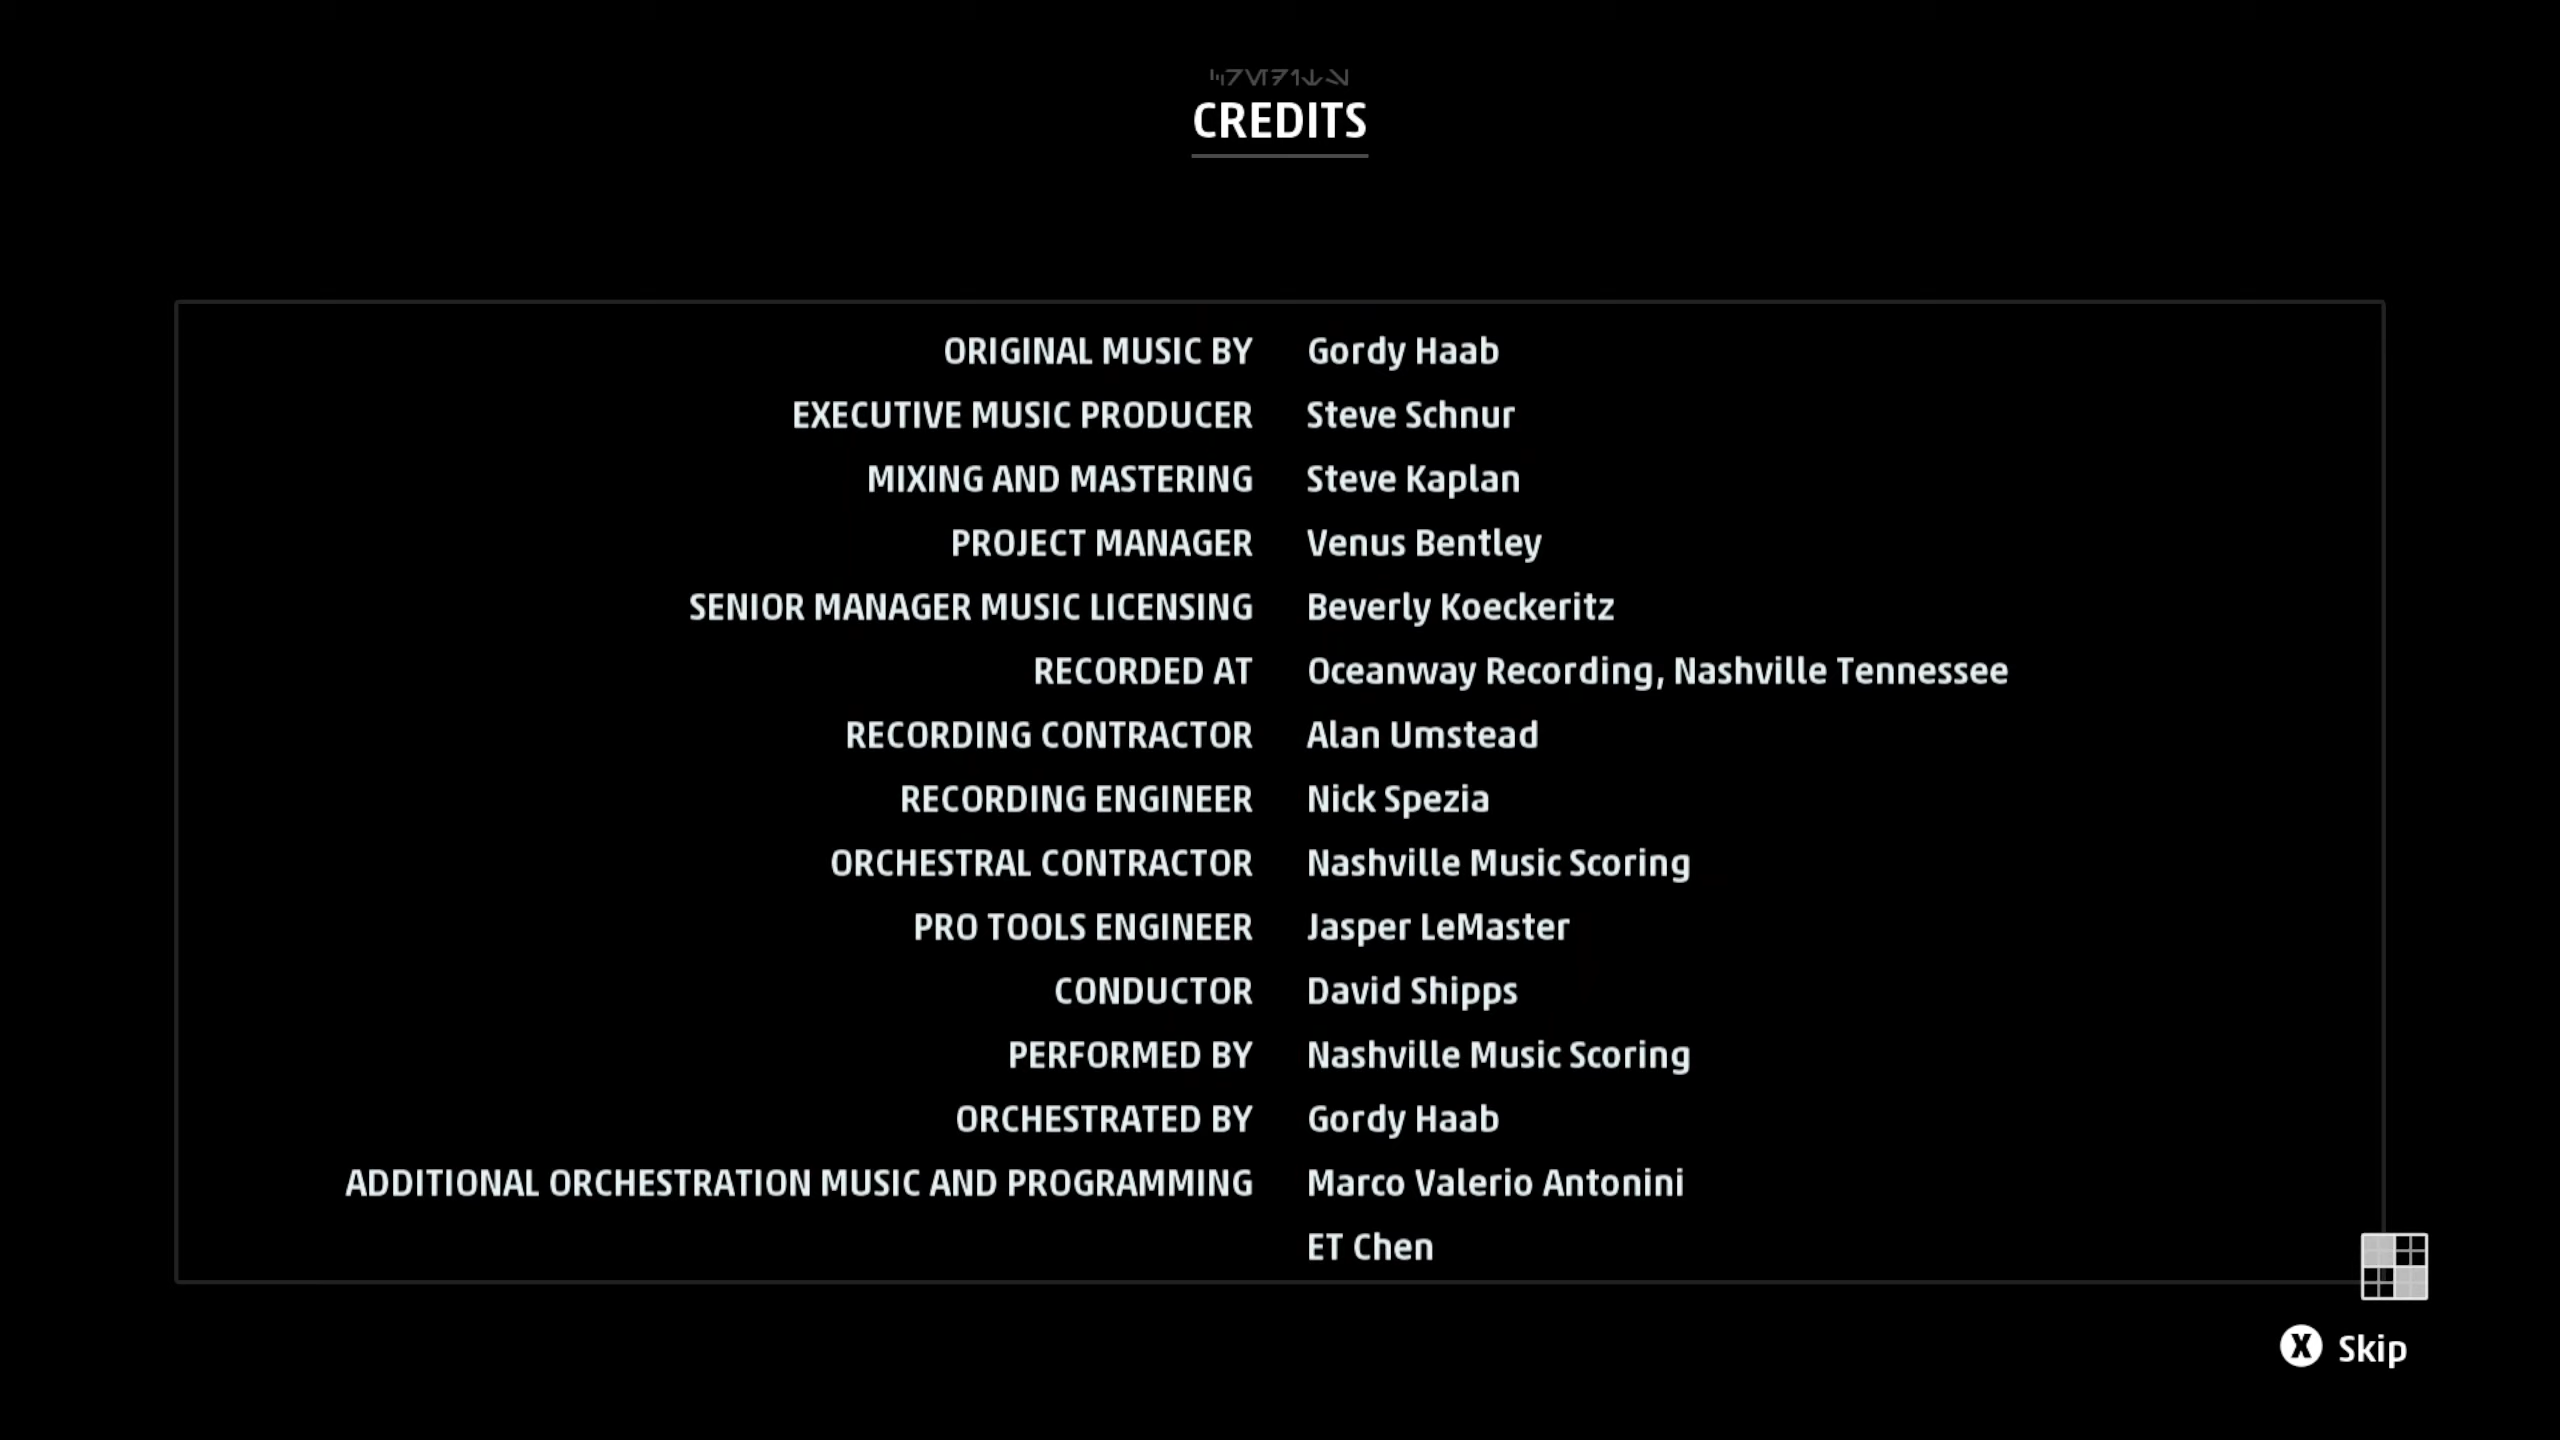 CREDITS
ORIGINAL MUSIC BY Gordy Haab
EXECUTIVE MUSIC PRODUCER Steve Schnur
MIXING AND MASTERING Steve Kaplan
PROJECT MANAGER Venus Bentley
SENIOR MANAGER MUSIC LICENSING Beverly Koeckeritz
RECORDED AT Oceanway Recording, Nashville Tennessee
RECORDING CONTRACTOR Alan Umstead
RECORDING ENGINEER Nick Spezia
ORCHESTRAL CONTRACTOR Nashville Music Scoring
PRO TOOLS ENGINEER Jasper LeMaster
CONDUCTOR David Shipps
PERFORMED BY Nashville Music Scoring
ORCHESTRATED BY Gordy Haab
ADDITIONAL ORCHESTRATION MUSIC AND PROGRAMMING Marco Valerio Antonini
ET Chen
X Skip